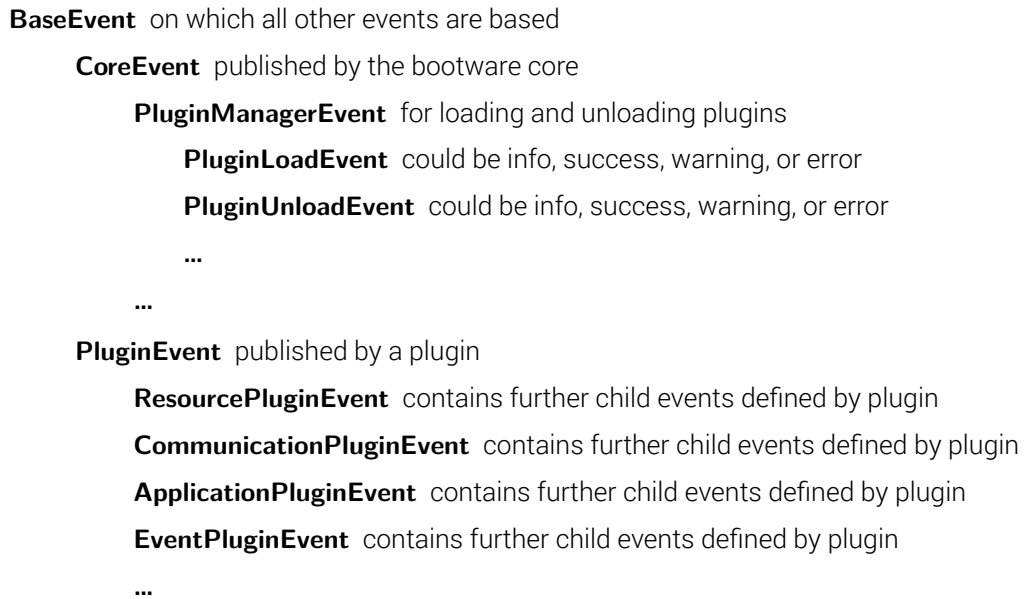 BaseEvent on which all other events are based
CoreEvent published by the bootware core
PluginManagerEvent for loading and unloading plugins
PluginLoadEvent could be info, success, warning, or error
PluginUnloadEvent could be info, success, warning, or error
...
...
PluginEvent published by a plugin
ResourcePluginEvent contains further child events defined by plugin
CommunicationPluginEvent contains further child events defined by plugin
ApplicationPluginEvent contains further child events defined by plugin
EventPluginEvent contains further child events defined by plugin
...